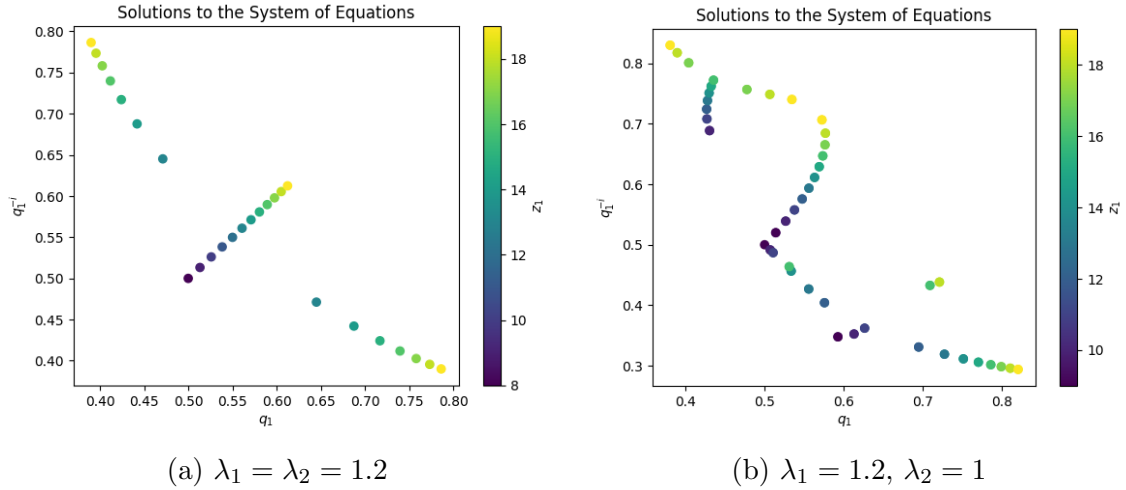 Solutions to the System of Equations
0.80
0.75
0.70
0.65
0.60
0.55
0.50
0.45
0.40
q₁⁻ⁱ
0.40 0.45 0.50 0.55 0.60 0.65 0.70 0.75 0.80
q₁
18
16
14
12
10
8
z₁
(a) λ₁ = λ₂ = 1.2
Solutions to the System of Equations
0.8
0.7
0.6
0.5
0.4
0.3
q₁⁻ⁱ
0.4 0.5 0.6 0.7 0.8
q₁
18
16
14
12
10
z₁
(b) λ₁ = 1.2, λ₂ = 1